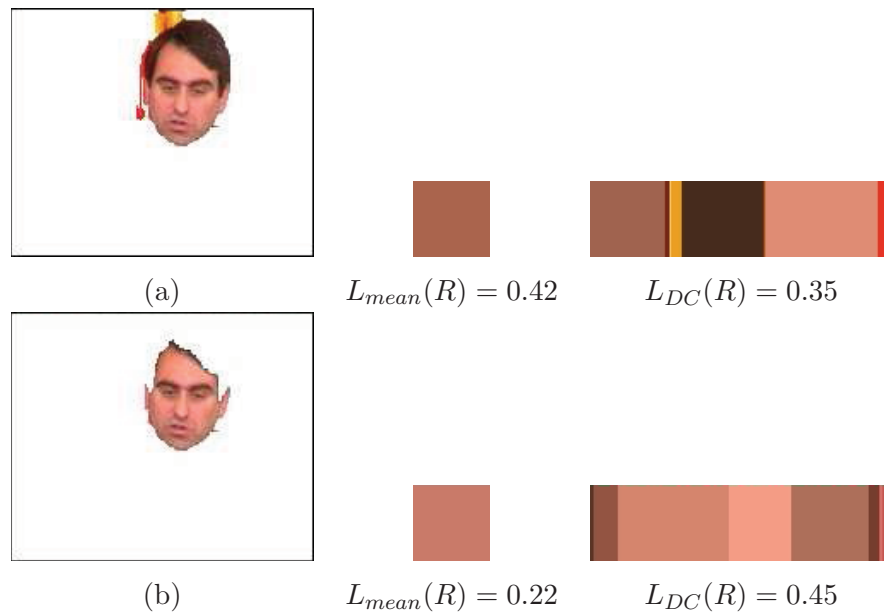 (a) L_{mean}(R) = 0.42 L_{DC}(R) = 0.35
(b) L_{mean}(R) = 0.22 L_{DC}(R) = 0.45